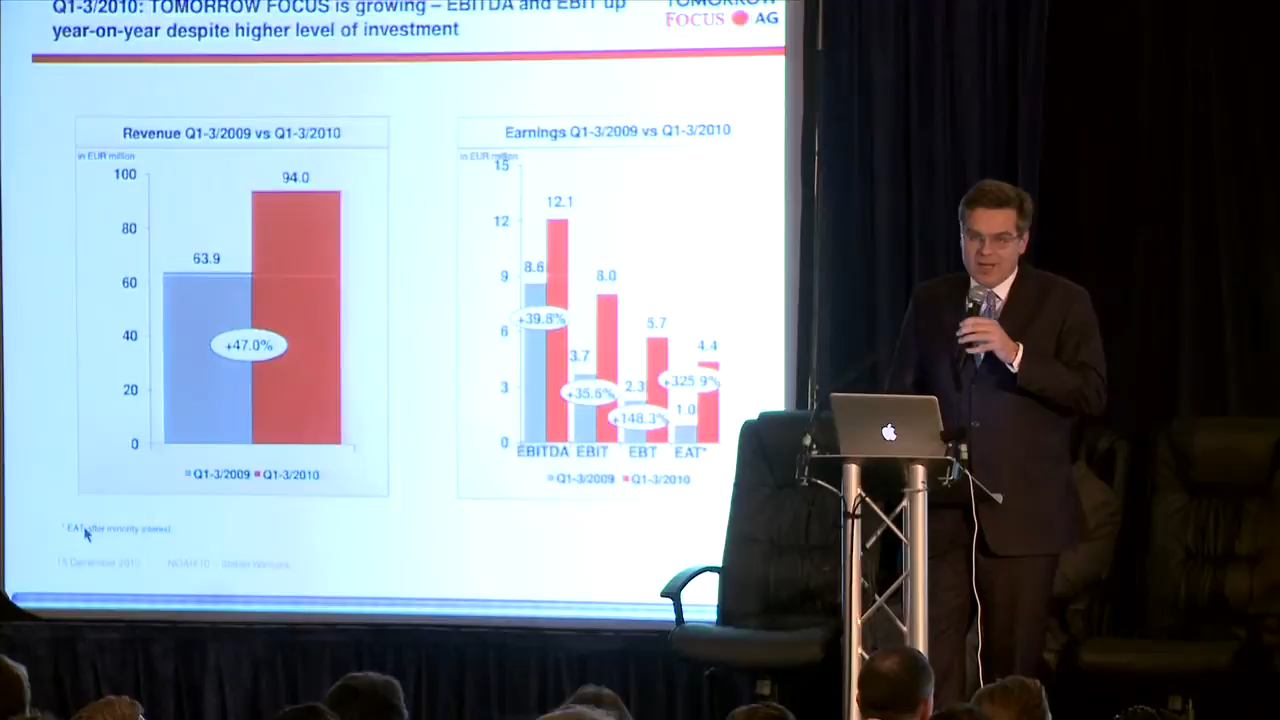 Q1-3/2010: TOMORROW FOCUS is growing – EBITDA and EBIT up
year-on-year despite higher level of investment
TOMORROW
FOCUS AG
Revenue Q1-3/2009 vs Q1-3/2010
in EUR million
100
80
60
40
20
0
63.9
94.0
+47.0%
Q1-3/2009 Q1-3/2010
Earnings Q1-3/2009 vs Q1-3/2010
in EUR million
15
12
9
6
3
0
8.6
12.1
+39.8%
3.7
8.0
+35.6%
2.3
5.7
+148.3%
1.0
4.4
+325.9%
EBITDA EBIT EBT EAT*
Q1-3/2009 Q1-3/2010
* EAT after minority interest
15 December 2010